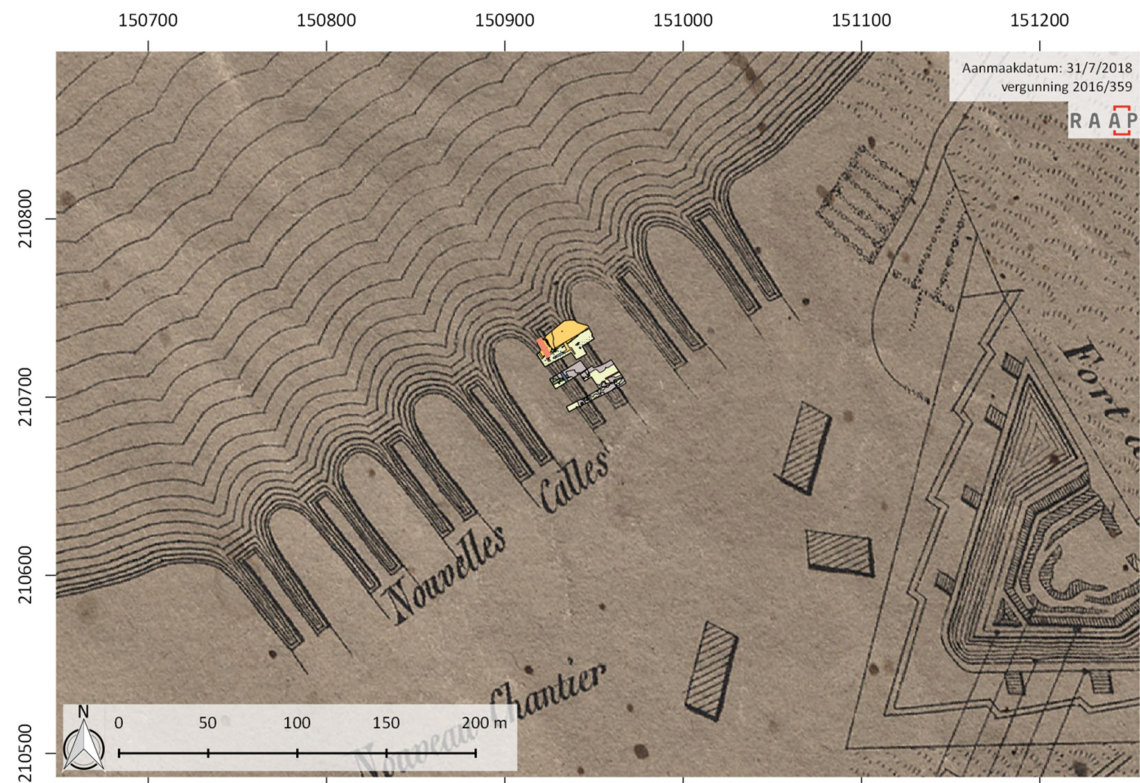 150700 150800 150900 151000 151100 151200
Aanmaakdatum: 31/7/2018
vergunning 2016/359
RAAP
210800
210700
210600
210500
Fort d
Nouvelles Calles
Nouveau Chantier
N
0 50 100 150 200 m